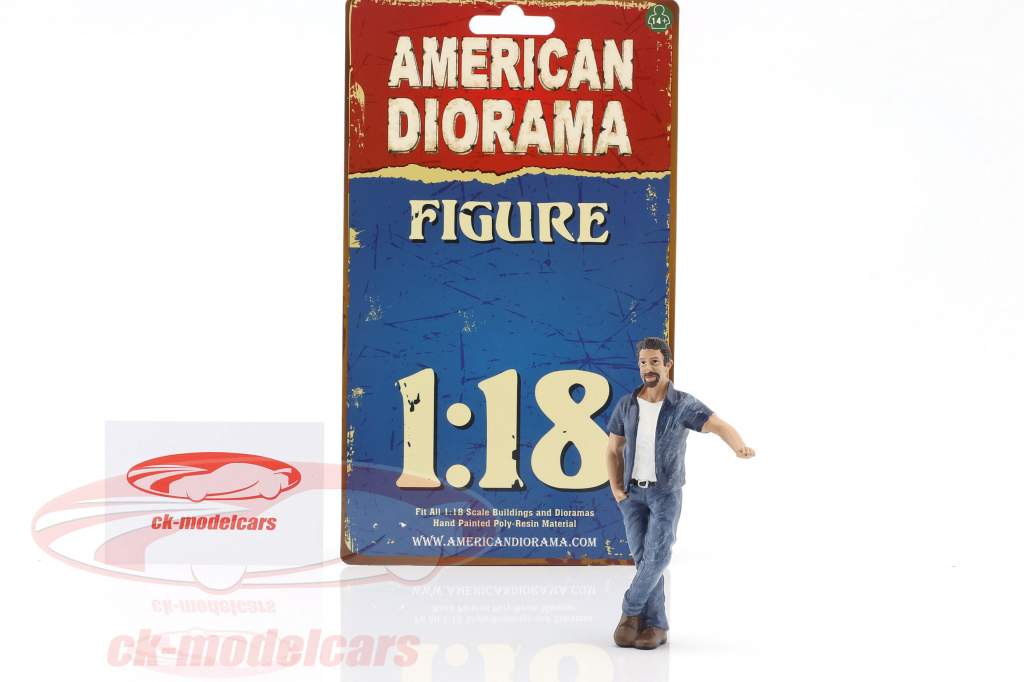 14+
AMERICAN
DIORAMA
FIGURE
1:18
Fit All 1:18 Scale Buildings and Dioramas
Hand Painted Poly-Resin Material
WWW.AMERICANDIORAMA.COM
ck-modelcars
ck-modelcars